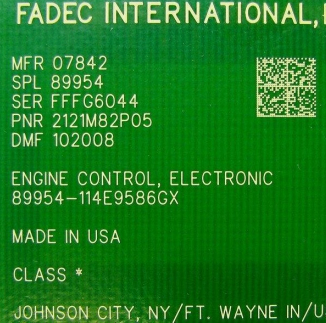 FADEC INTERNATIONAL,
MFR 07842
SPL 89954
SER FFFG6044
PNR 2121M82P05
DMF 102008
ENGINE CONTROL, ELECTRONIC
89954-114E9586GX
MADE IN USA
CLASS *
JOHNSON CITY, NY/FT. WAYNE IN/U